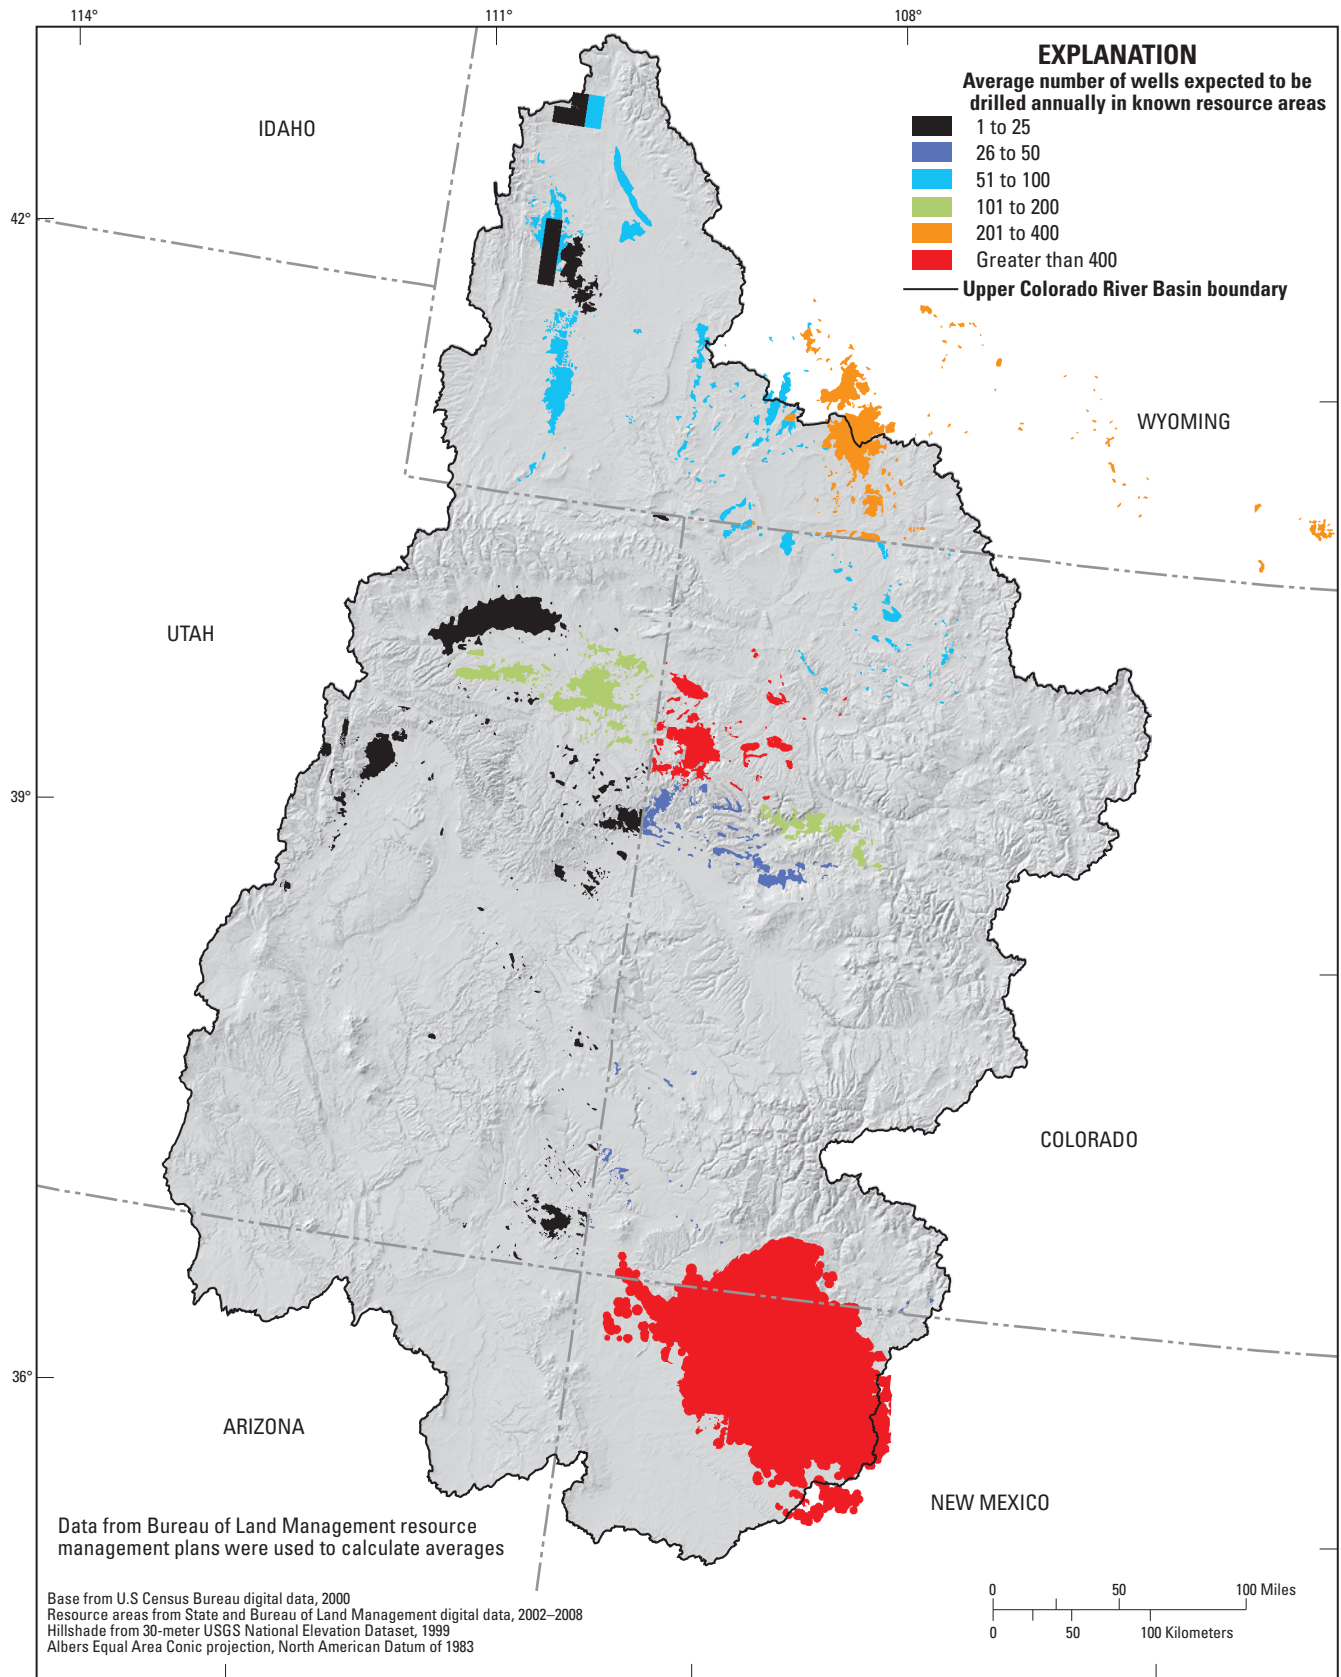 114°
111°
108°
EXPLANATION
Average number of wells expected to be
drilled annually in known resource areas
1 to 25
26 to 50
51 to 100
101 to 200
201 to 400
Greater than 400
Upper Colorado River Basin boundary
IDAHO
42°
WYOMING
UTAH
39°
COLORADO
36°
ARIZONA
NEW MEXICO
Data from Bureau of Land Management resource
management plans were used to calculate averages
Base from U.S Census Bureau digital data, 2000
Resource areas from State and Bureau of Land Management digital data, 2002–2008
Hillshade from 30-meter USGS National Elevation Dataset, 1999
Albers Equal Area Conic projection, North American Datum of 1983
0 50 100 Miles
0 50 100 Kilometers